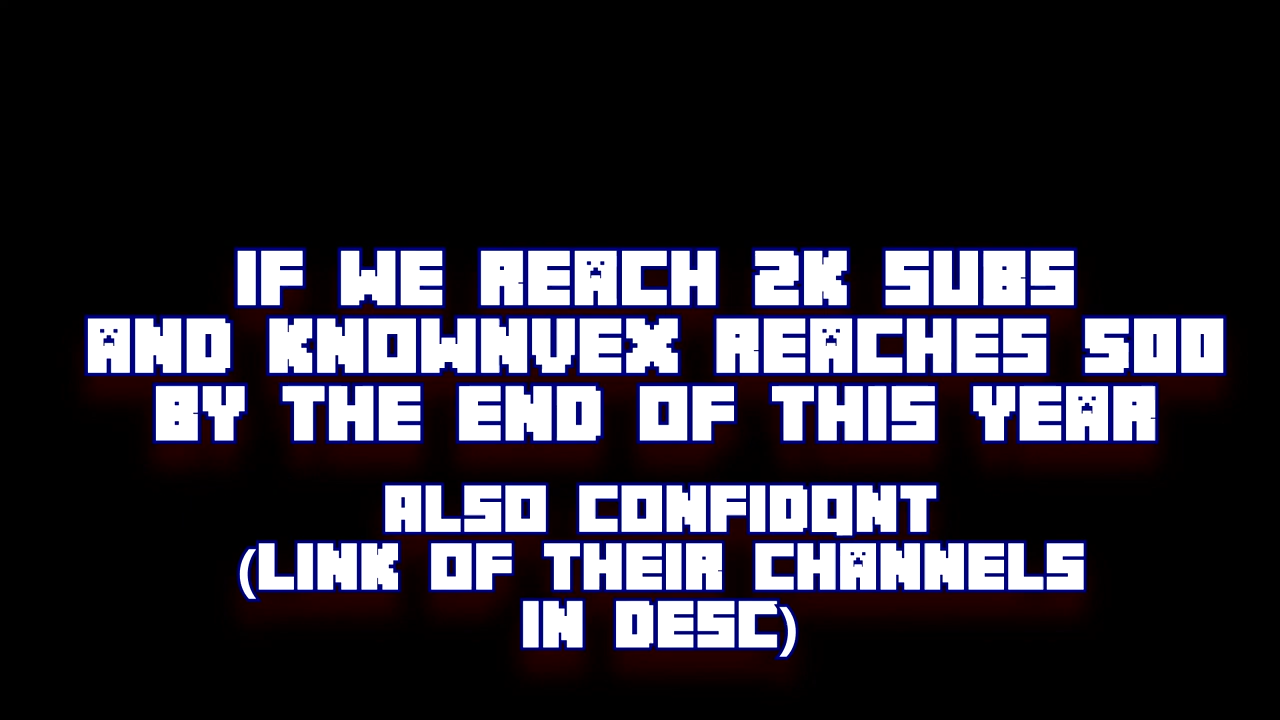 IF WE REACH 2K SUBS
AND KNOWNVEX REACHES 500
BY THE END OF THIS YEAR
ALSO CONFIDQNT
(LINK OF THEIR CHANNELS
IN DESC)